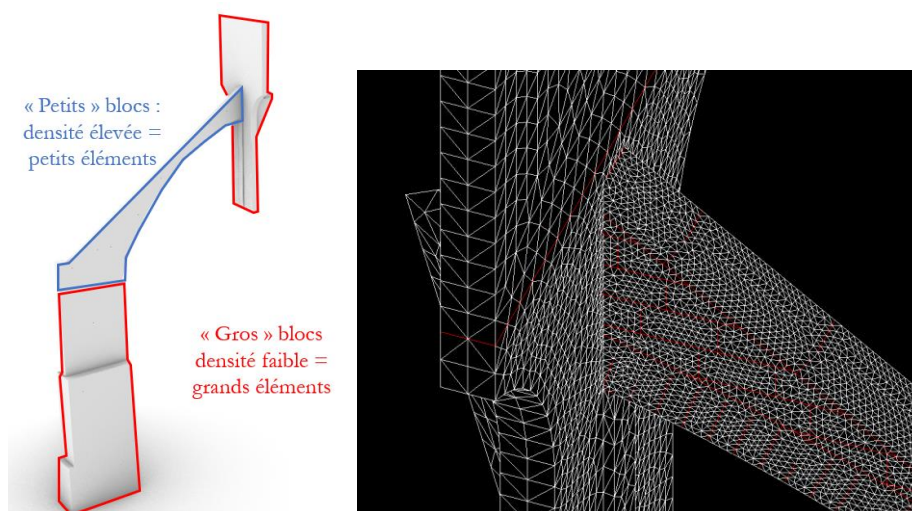 « Petits » blocs :
densité élevée =
petits éléments
« Gros » blocs
densité faible =
grands éléments